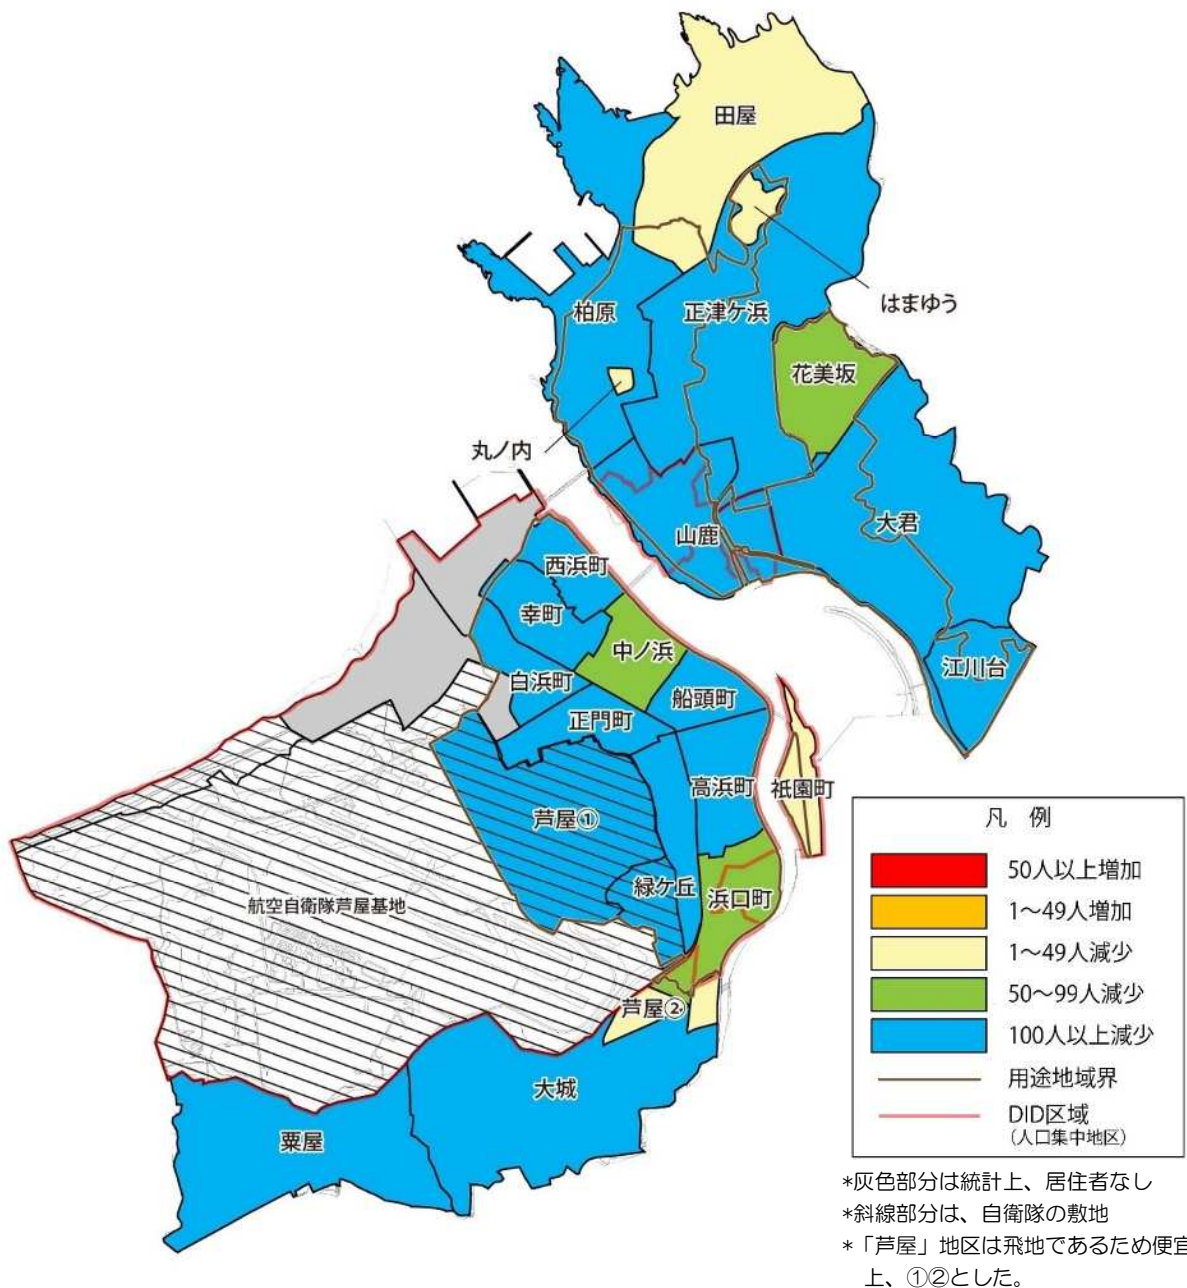 田屋
はまゆう
柏原
正津ケ浜
花美坂
丸ノ内
山鹿
大君
西浜町
幸町
中ノ浜
江川台
白浜町
船頭町
正門町
高浜町
祇園町
芦屋①
緑ケ丘
浜口町
航空自衛隊芦屋基地
芦屋②
大城
粟屋
凡 例
50人以上増加
1～49人増加
1～49人減少
50～99人減少
100人以上減少
用途地域界
DID区域
(人口集中地区)
*灰色部分は統計上、居住者なし
*斜線部分は、自衛隊の敷地
*「芦屋」地区は飛地であるため便宜
上、①②とした。